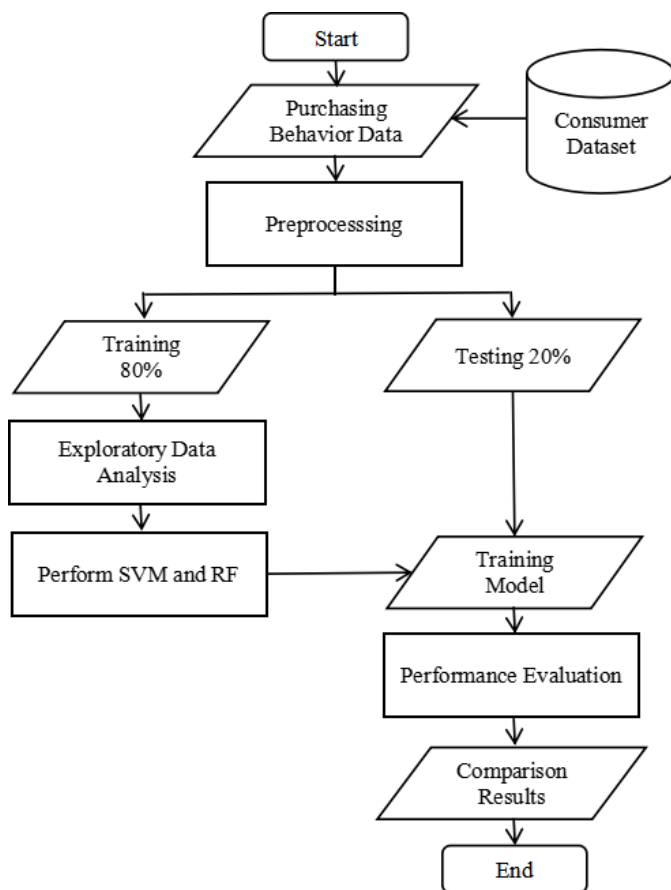 Start
Purchasing
Behavior Data
Consumer
Dataset
Preprocesssing
Training
80%
Testing 20%
Exploratory Data
Analysis
Perform SVM and RF
Training
Model
Performance Evaluation
Comparison
Results
End